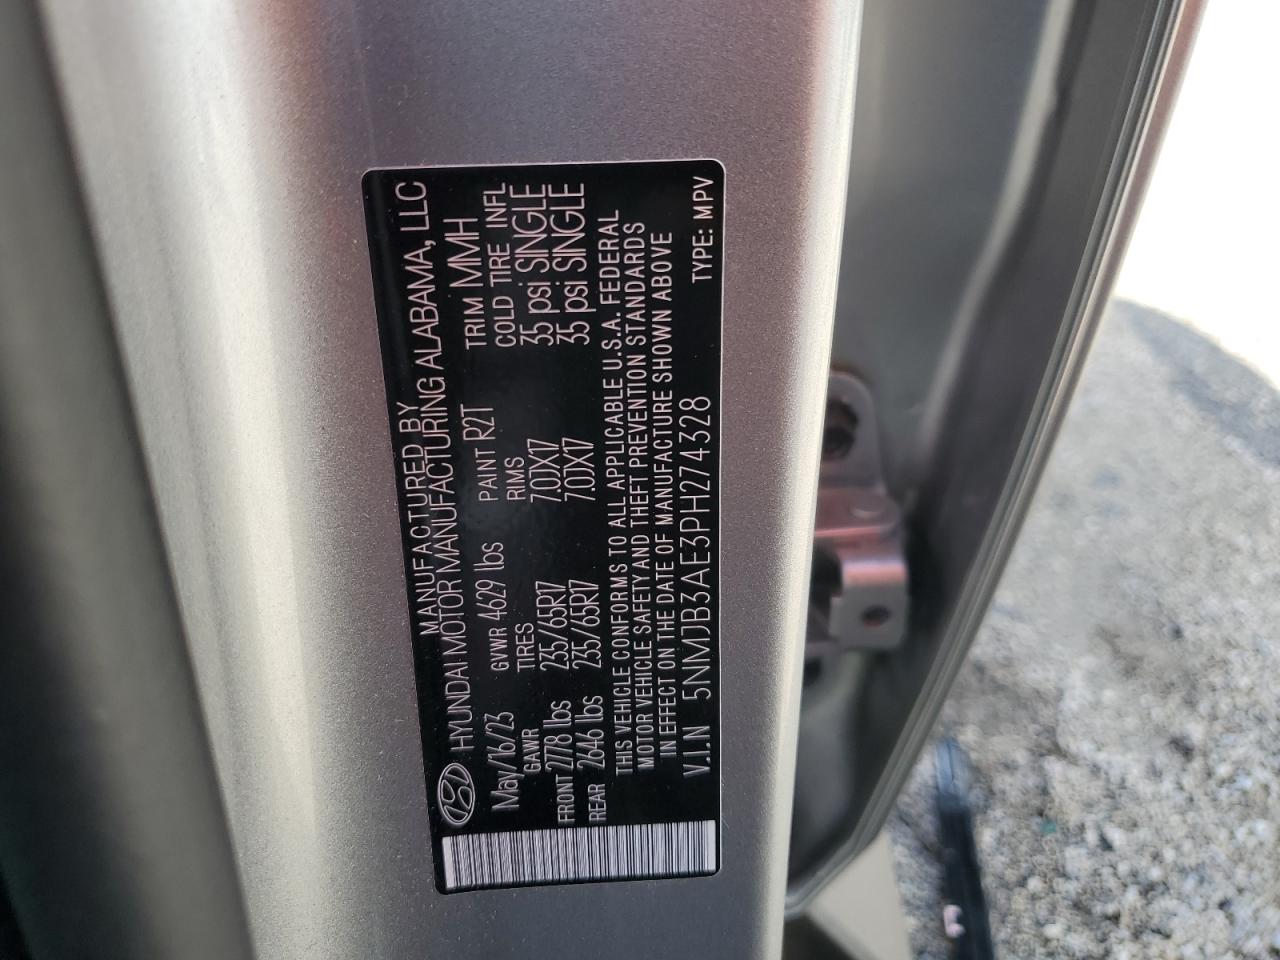 MANUFACTURED BY
HYUNDAI MOTOR MANUFACTURING ALABAMA, LLC
May/16/23 GVWR 4629 lbs PAINT R2T TRIM MMH
GAWR TIRES RIMS COLD TIRE INFL
FRONT 2778 lbs 235/65R17 7.0JX17 35 psi SINGLE
REAR 2646 lbs 235/65R17 7.0JX17 35 psi SINGLE
THIS VEHICLE CONFORMS TO ALL APPLICABLE U.S.A. FEDERAL
MOTOR VEHICLE SAFETY AND THEFT PREVENTION STANDARDS
IN EFFECT ON THE DATE OF MANUFACTURE SHOWN ABOVE
V.I.N 5NMJB3AE3PH274328 TYPE: MPV